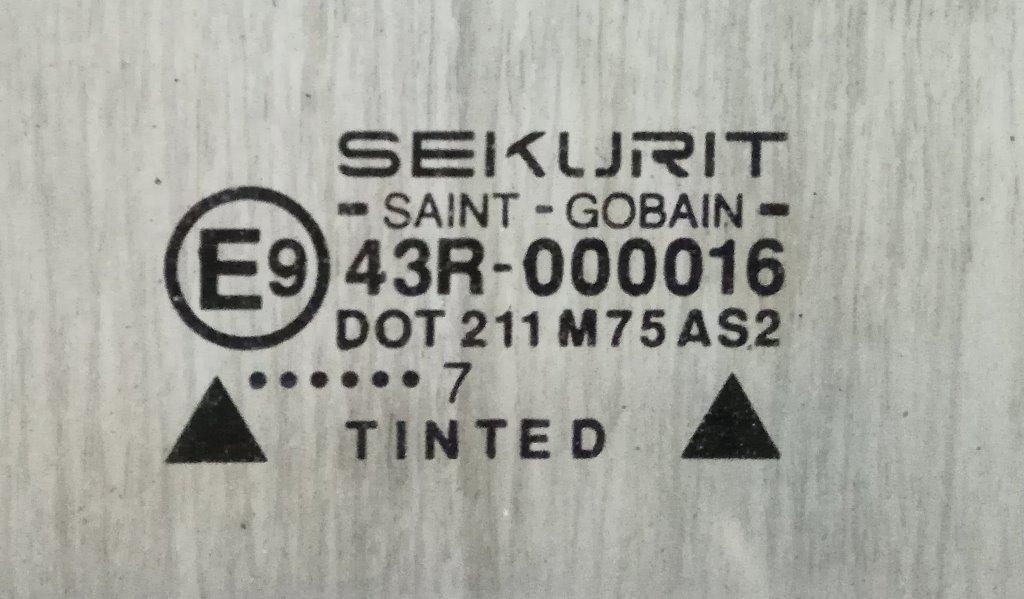 SEKURIT
- SAINT - GOBAIN -
E9 43R-000016
DOT 211 M75 AS2
•••••• 7
TINTED